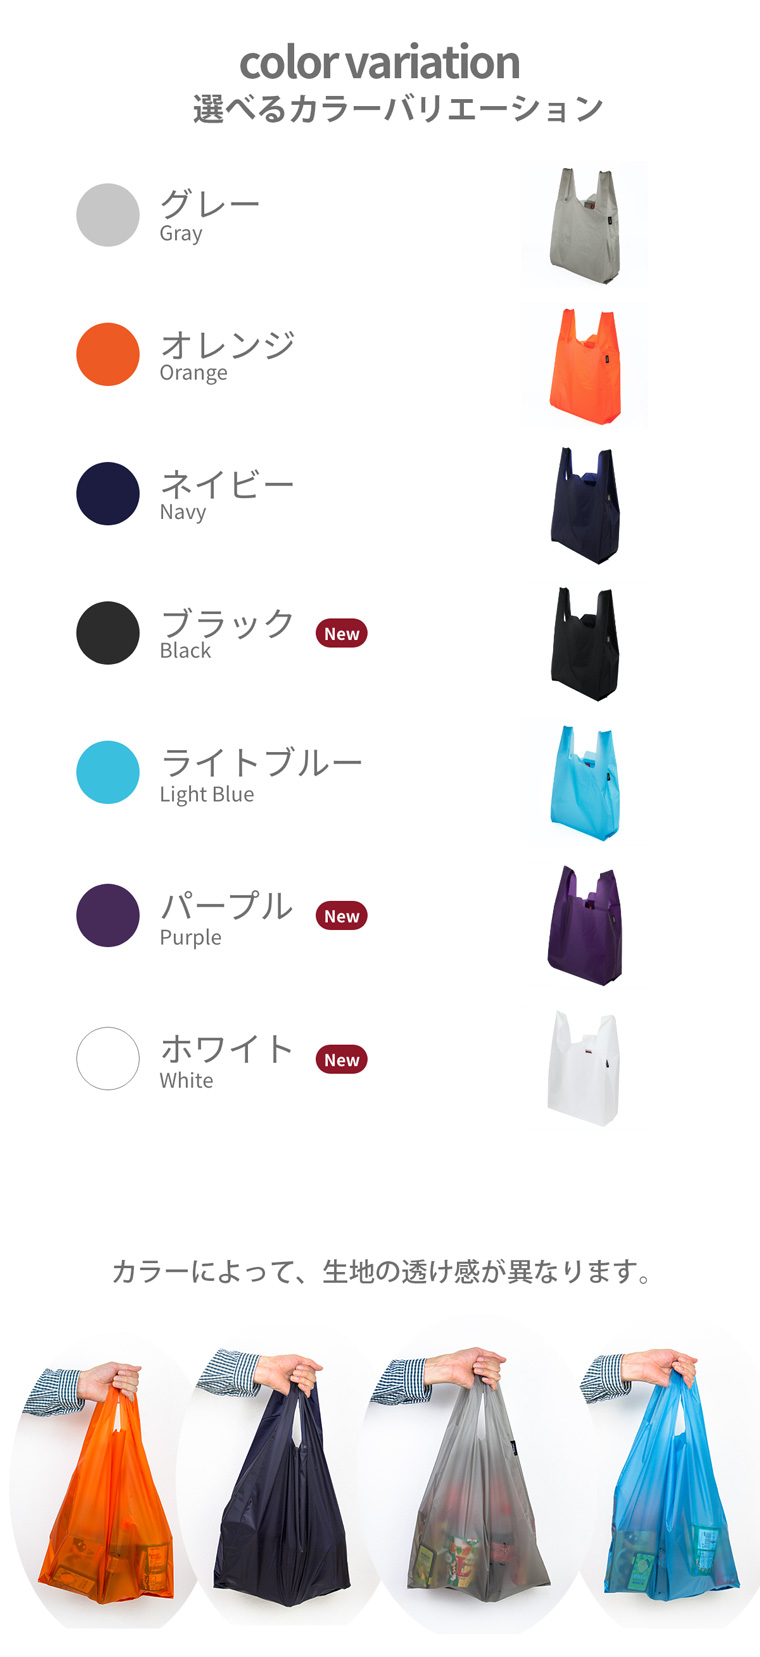 color variation
選べるカラーバリエーション
グレー
Gray
オレンジ
Orange
ネイビー
Navy
ブラック New
Black
ライトブルー
Light Blue
パープル New
Purple
ホワイト New
White
カラーによって、生地の透け感が異なります。